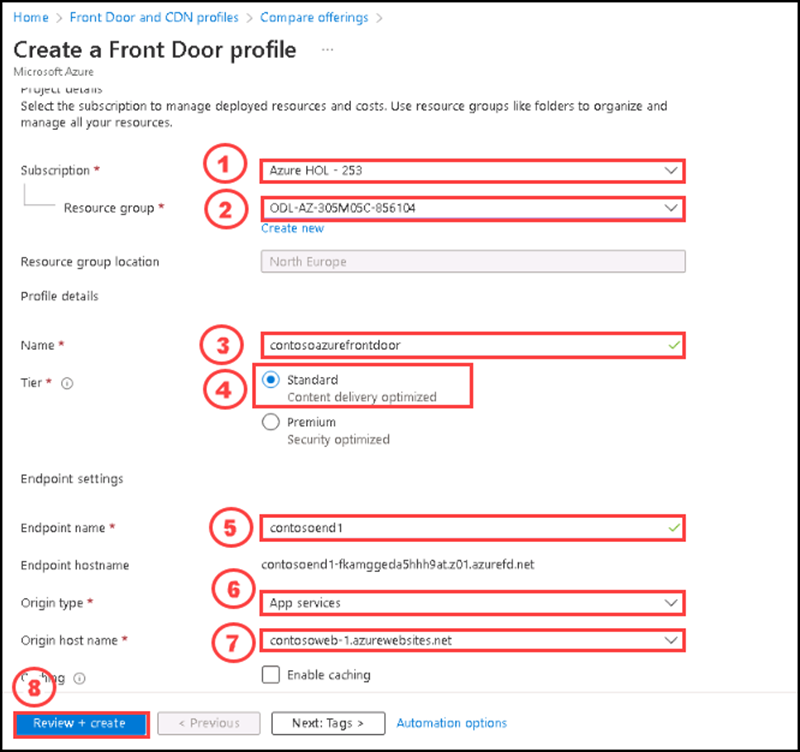 Home > Front Door and CDN profiles > Compare offerings >
Create a Front Door profile ...
Microsoft Azure
Project details
Select the subscription to manage deployed resources and costs. Use resource groups like folders to organize and
manage all your resources.
Subscription * 1 Azure HOL - 253
Resource group * 2 ODL-AZ-305M05C-856104
Create new
Resource group location North Europe
Profile details
Name * 3 contosoazurefrontdoor
Tier * 4 Standard
Content delivery optimized
Premium
Security optimized
Endpoint settings
Endpoint name * 5 contosoend1
Endpoint hostname contosoend1-fkamggeda5hhh9at.z01.azurefd.net
Origin type * 6 App services
Origin host name * 7 contosoweb-1.azurewebsites.net
Caching Enable caching
8
Review + create < Previous Next: Tags > Automation options